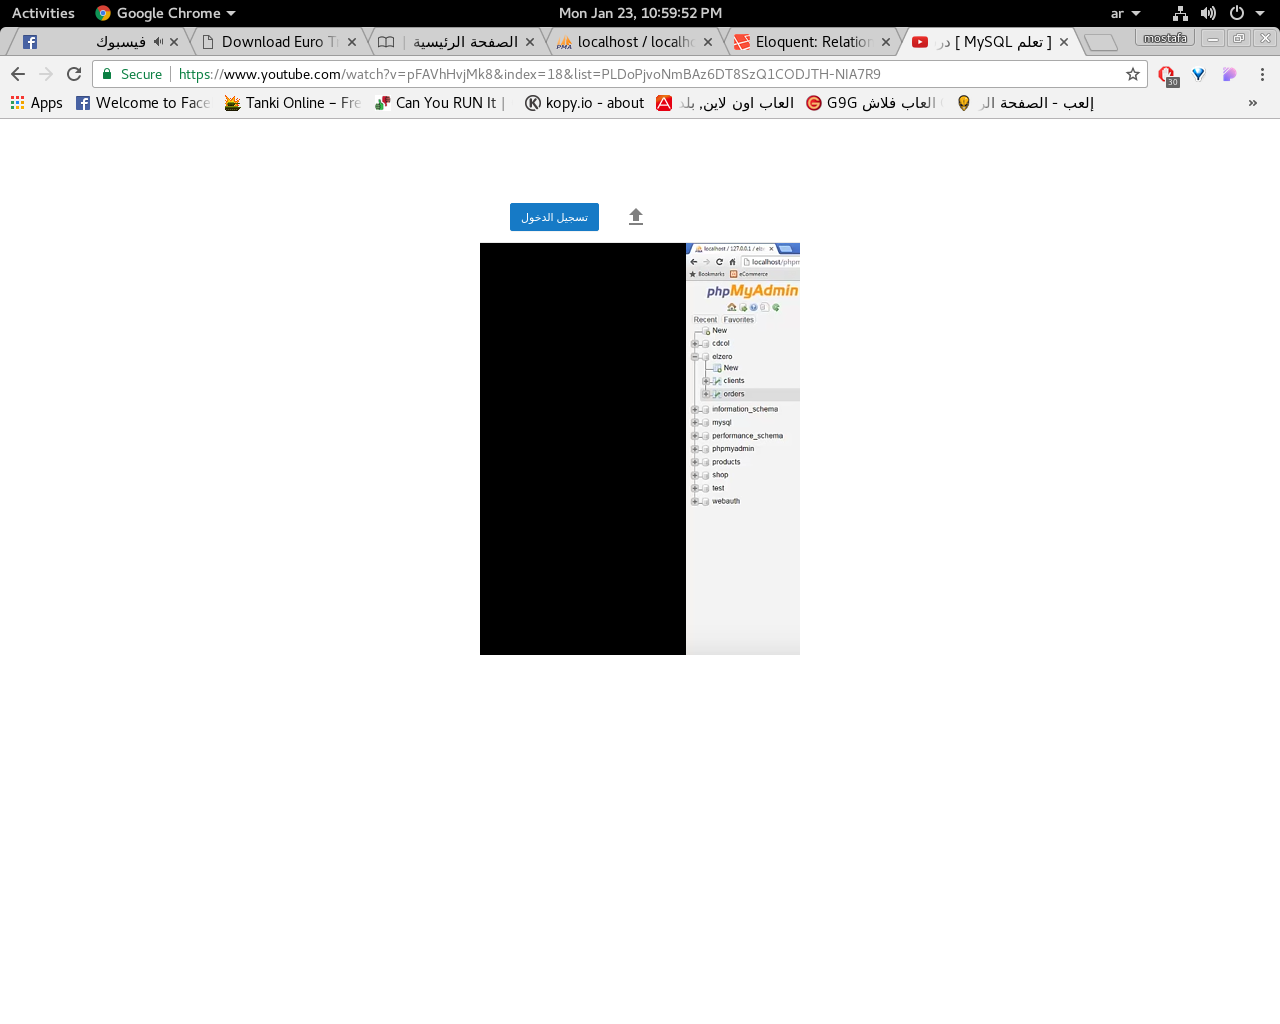 Activities Google Chrome Mon Jan 23, 10:59:52 PM ar
فيسبوك Download Euro T الصفحة الرئيسية | localhost / localho Eloquent: Relation تعلم MySQL ] در ] mostafa
Secure https://www.youtube.com/watch?v=pFAVhHvjMk8&index=18&list=PLDoPjvoNmBAz6DT8SzQ1CODJTH-NIA7R9 30
Apps Welcome to Face Tanki Online – Fre Can You RUN It | kopy.io - about العاب اون لاين, بلد G9G العاب فلاش إلعب - الصفحة الر »
تسجيل الدخول
localhost / 127.0.0.1 / elz
localhost/phpm
Bookmarks eCommerce
phpMyAdmin
Recent Favorites
New
cdcol
elzero
New
clients
orders
information_schema
mysql
performance_schema
phpmyadmin
products
shop
test
webauth